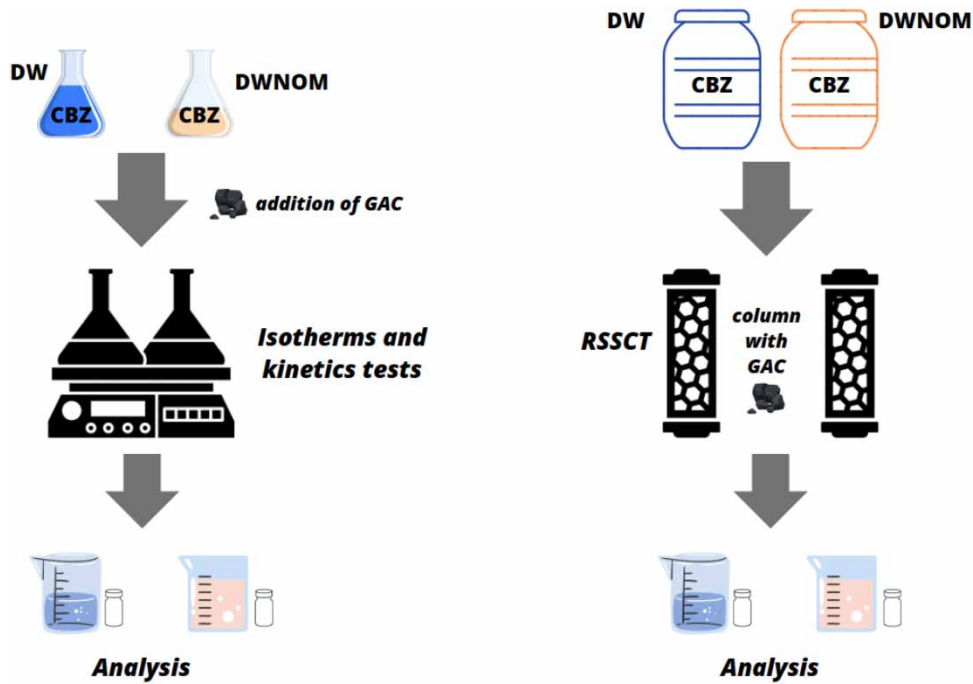 DW
CBZ
CBZ
DWNOM
addition of GAC
Isotherms and
kinetics tests
Analysis
DW
CBZ
CBZ
DWNOM
RSSCT
column
with
GAC
Analysis